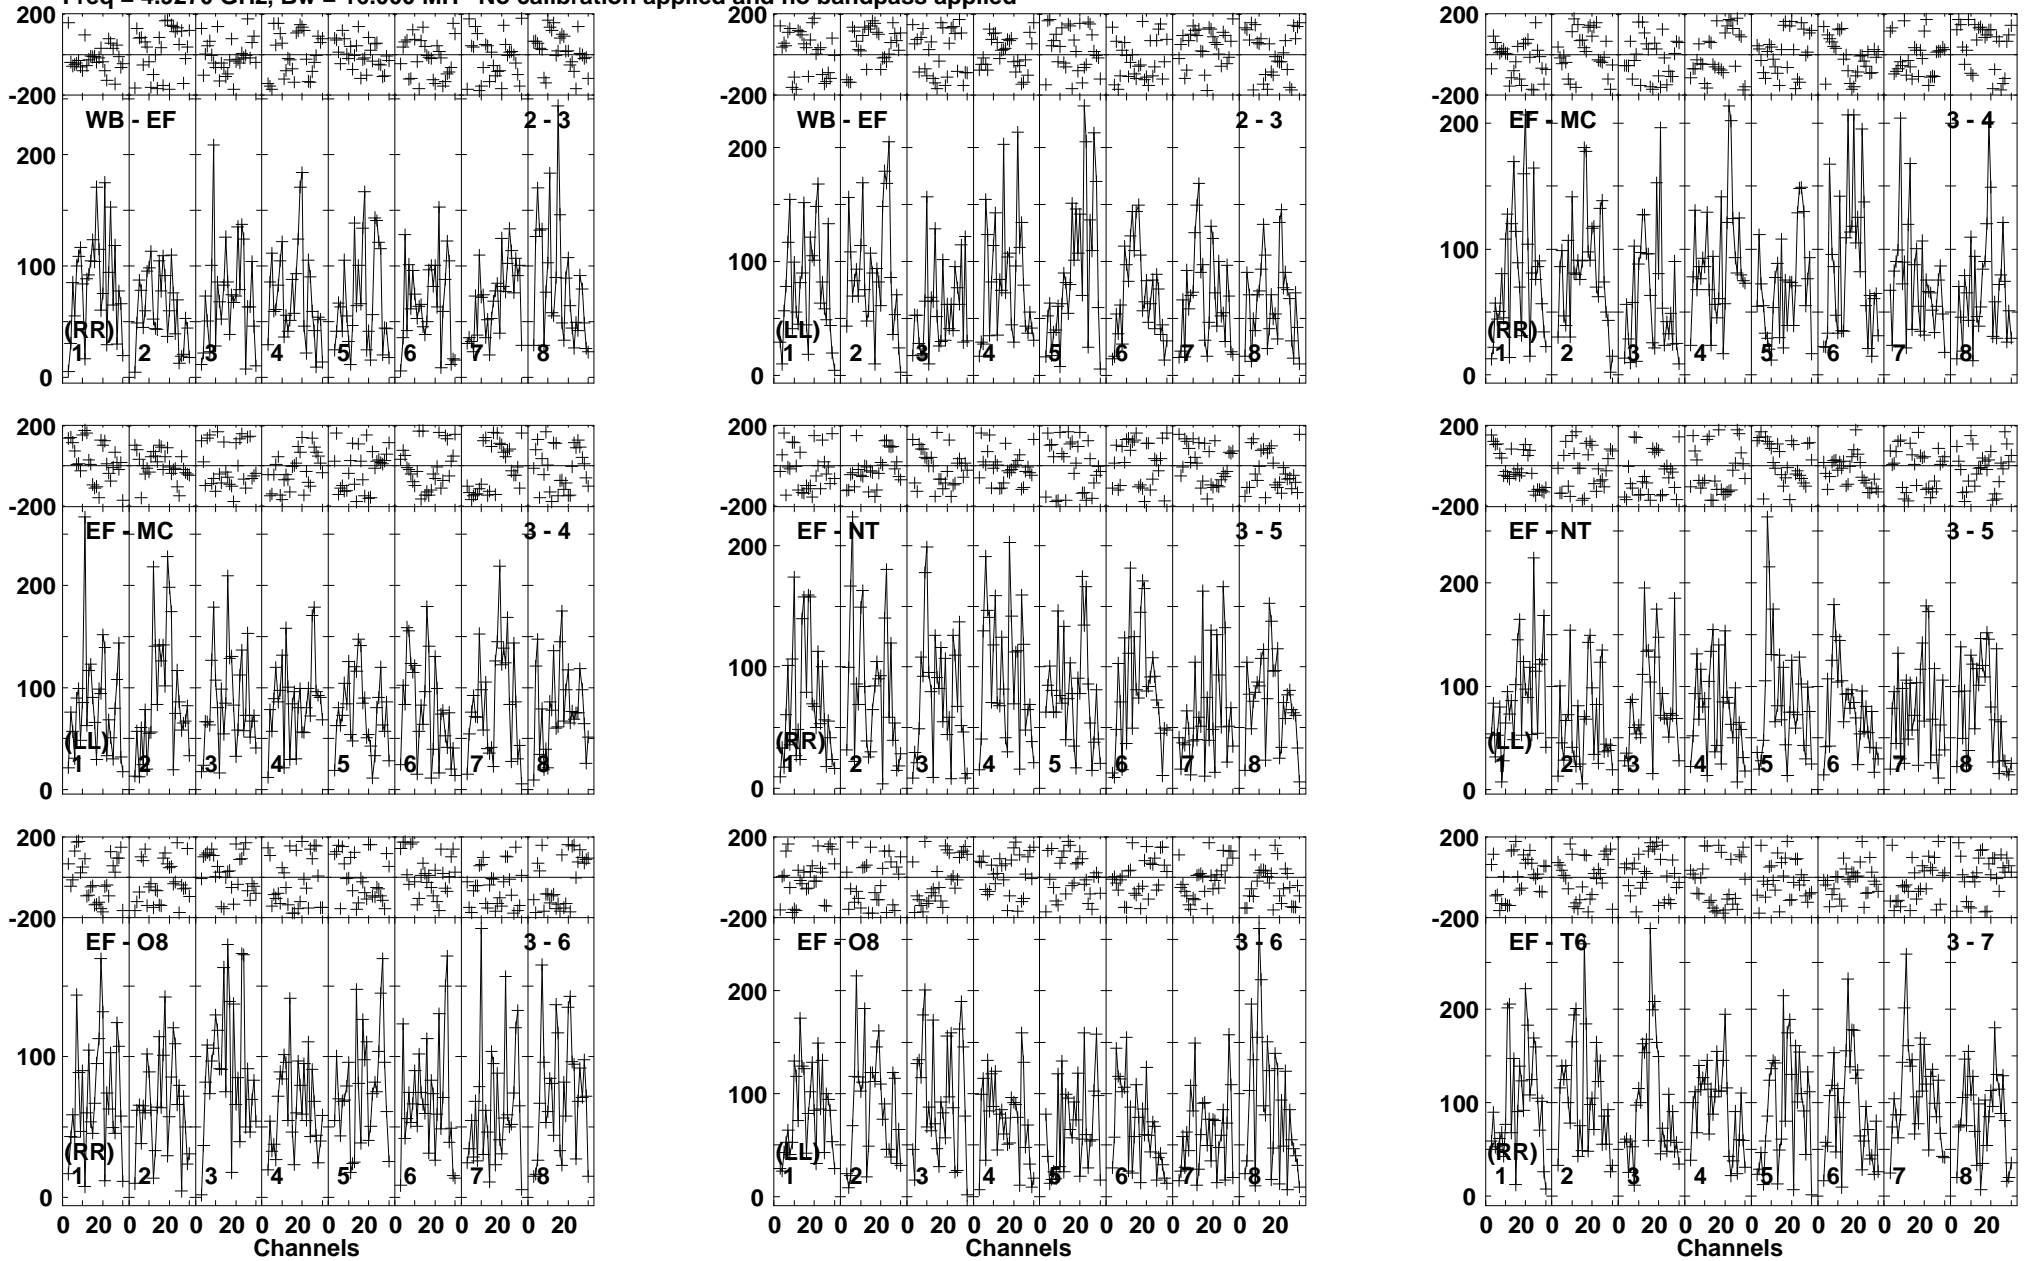 No calibration applied and no bandpass applied
200 200 200
-200 -200 -200
WB - EF 2 - 3 WB - EF 2 - 3 EF - MC 3 - 4
200 200 200
100 100 100
(RR) (LL) (RR)
1 2 3 4 5 6 7 8 1 2 3 4 5 6 7 8 1 2 3 4 5 6 7 8
0 0 0
200 200 200
-200 -200 -200
EF - MC 3 - 4 EF - NT 3 - 5 EF - NT 3 - 5
200 200 200
100 100 100
(LL) (RR) (LL)
1 2 3 4 5 6 7 8 1 2 3 4 5 6 7 8 1 2 3 4 5 6 7 8
0 0 0
200 200 200
-200 -200 -200
EF - O8 3 - 6 EF - O8 3 - 6 EF - T6 3 - 7
200 200
100 100 100
(RR) (LL) (RR)
1 2 3 4 5 6 7 8 1 2 3 4 5 6 7 8 1 2 3 4 5 6 7 8
0 0 0
0 20 0 20 0 20 0 20 0 20 0 20 0 20 0 20 0 20 0 20 0 20 0 20 0 20 0 20 0 20 0 20 0 20 0 20 0 20 0 20 0 20 0 20 0 20 0 20
Channels Channels Channels